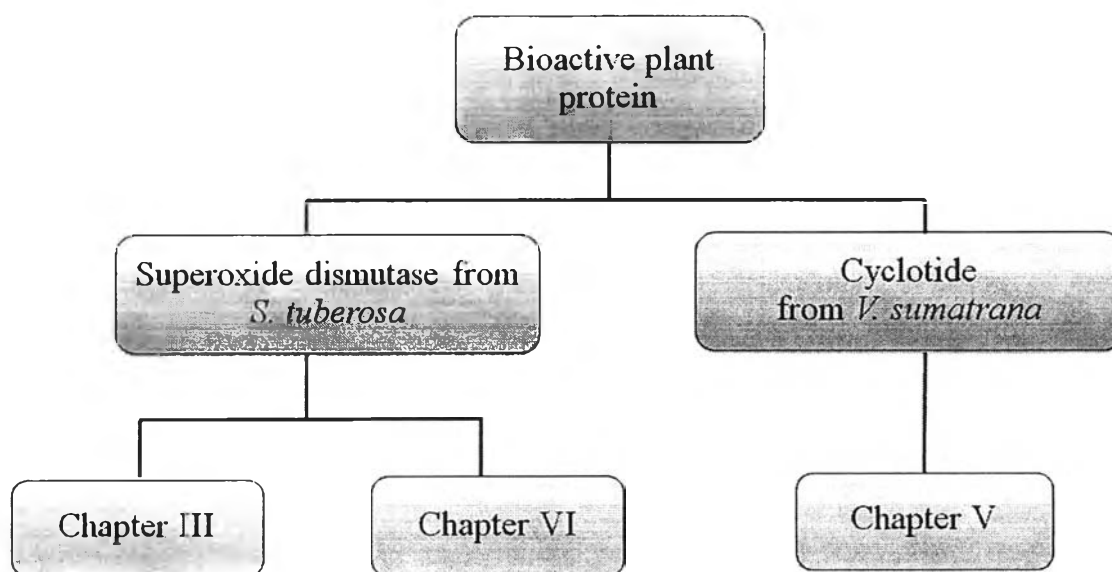 Bioactive plant
protein
Superoxide dismutase from
S. tuberosa
Cyclotide
from V. sumatrana
Chapter III
Chapter VI
Chapter V